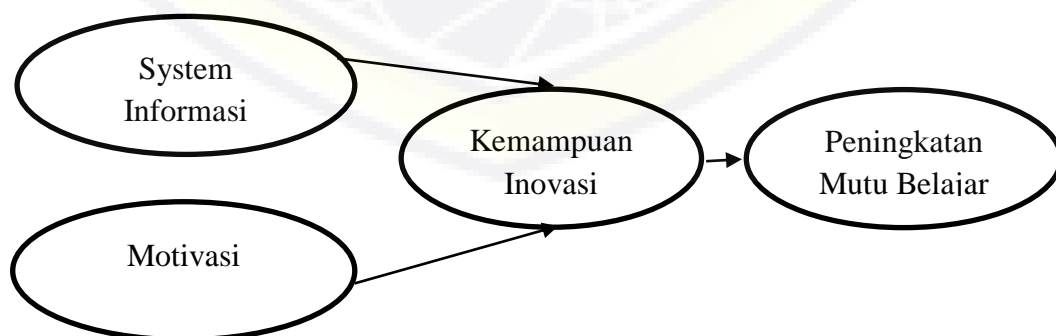 System
Informasi
Kemampuan
Inovasi
Peningkatan
Mutu Belajar
Motivasi